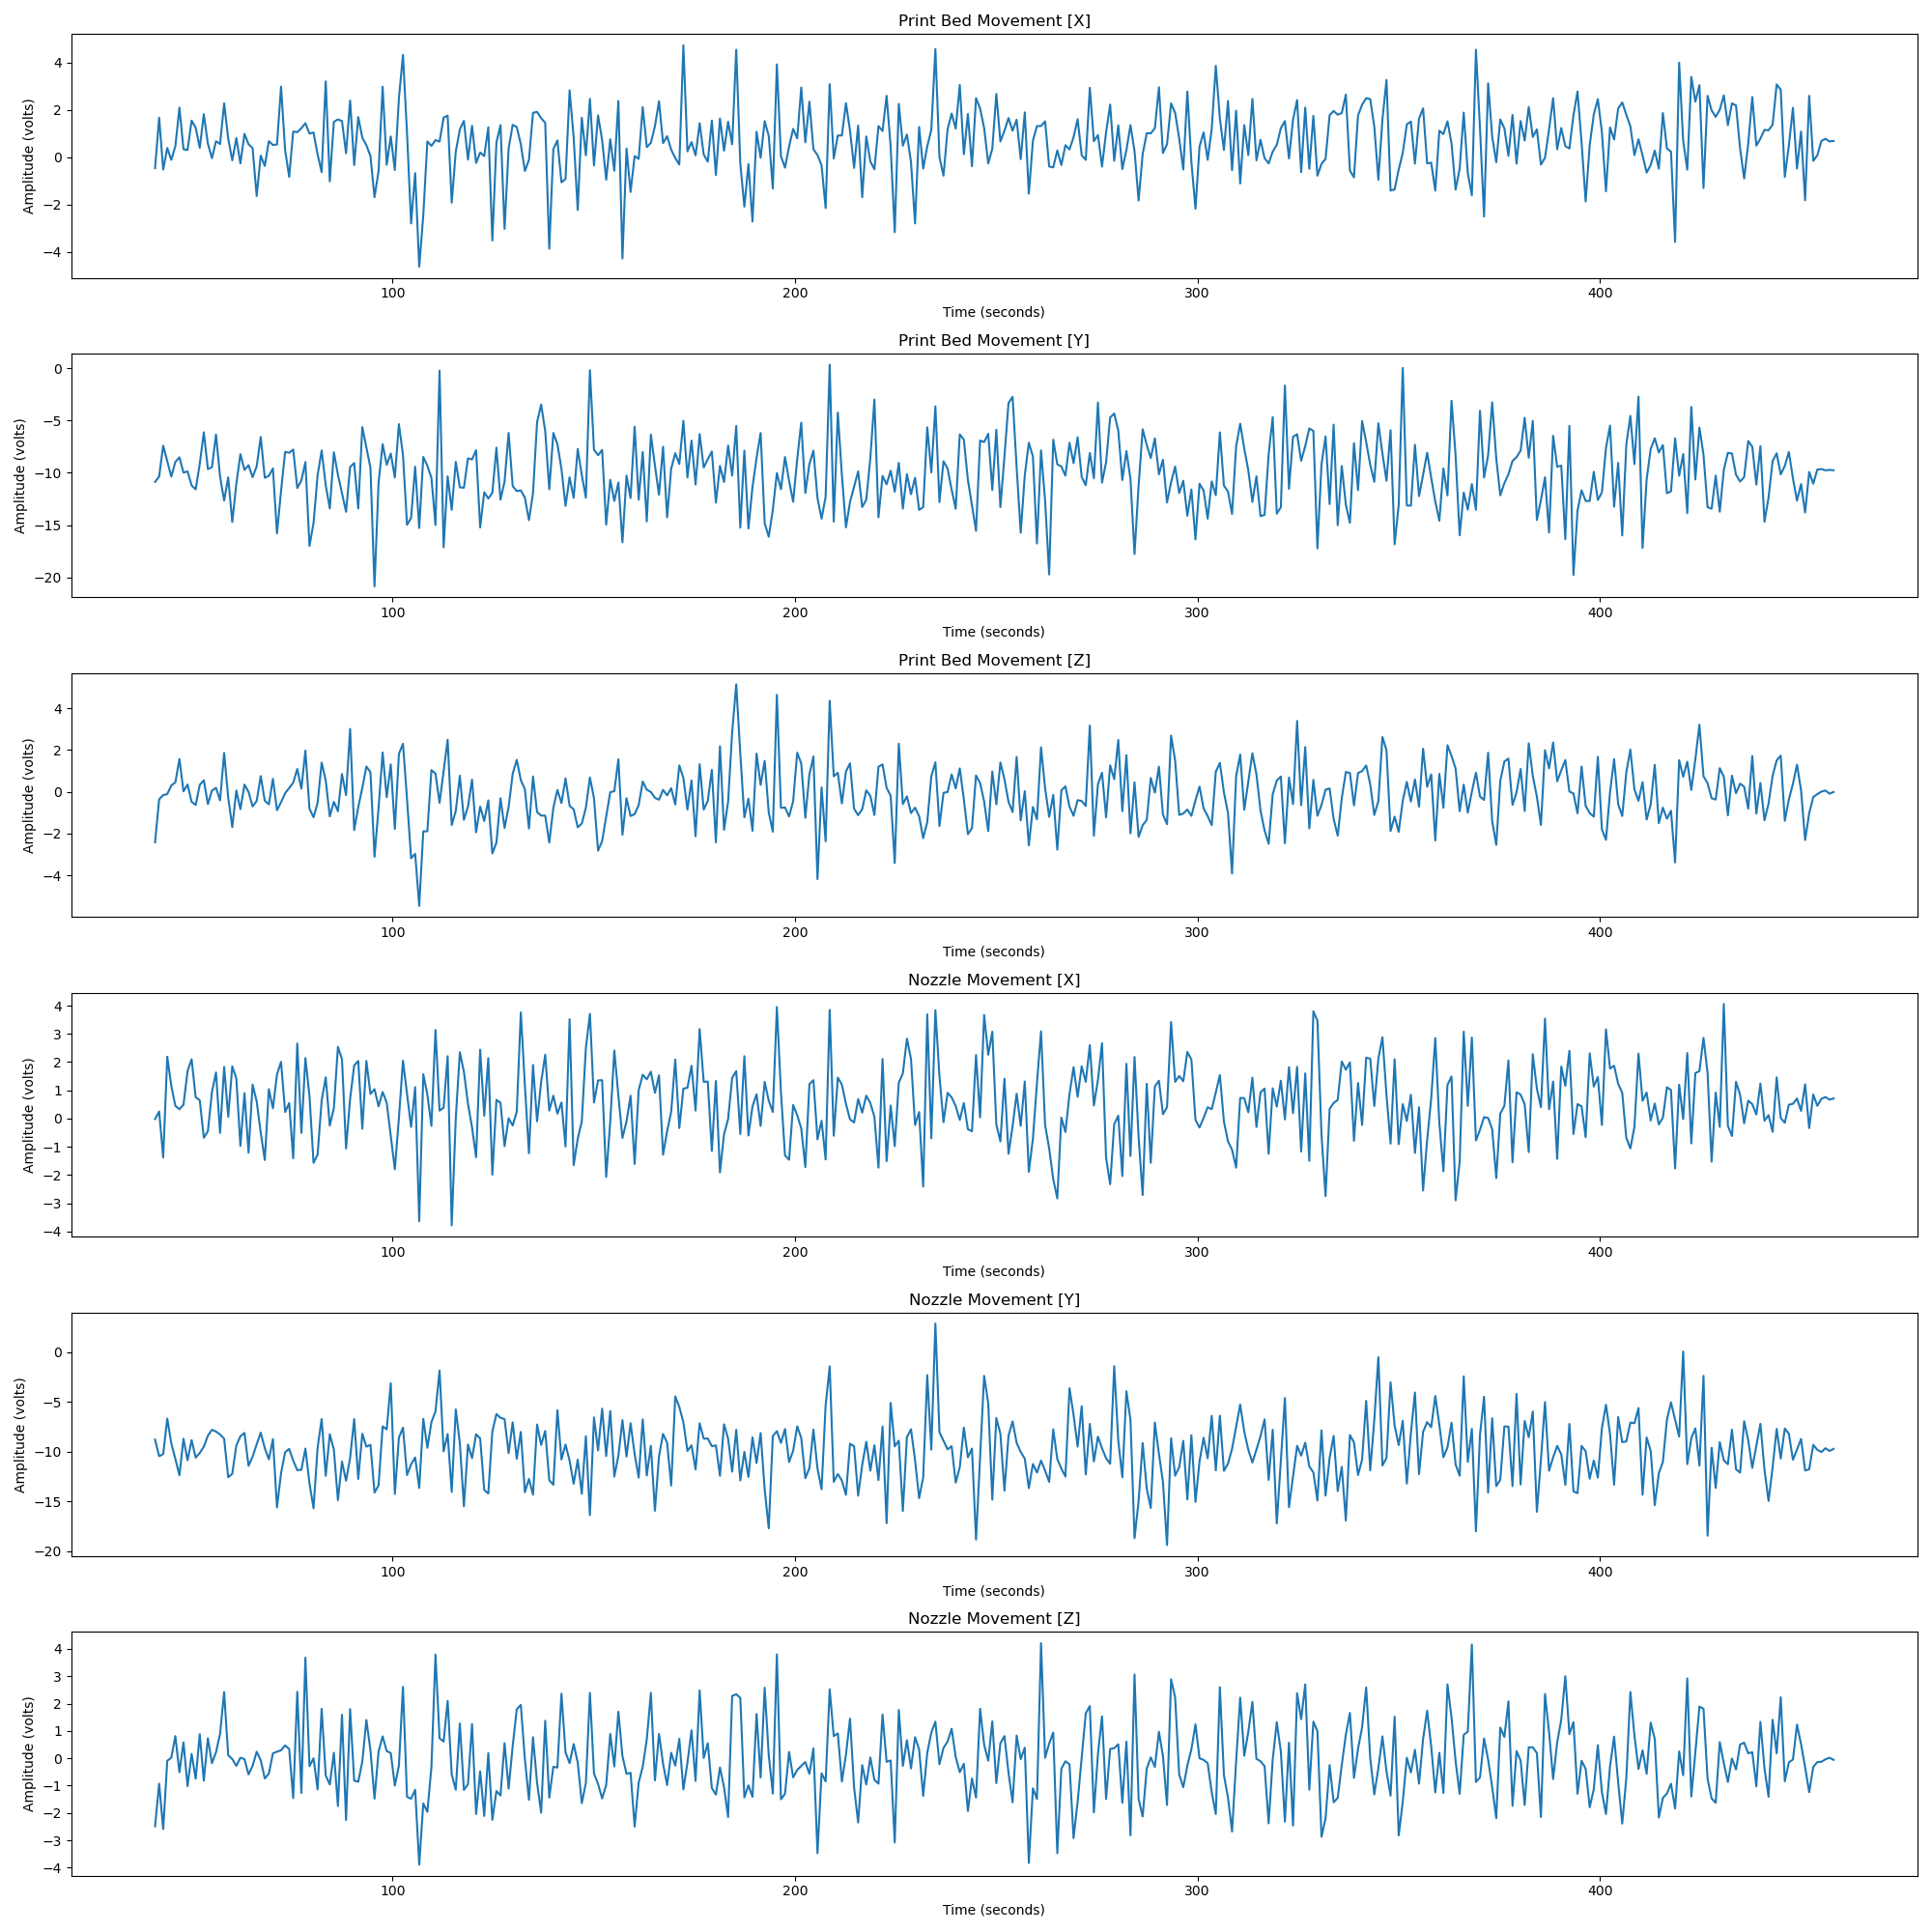 Print Bed Movement [X]
Amplitude (volts)
4
2
0
−2
−4
100 200 300 400
Time (seconds)
Print Bed Movement [Y]
Amplitude (volts)
0
−5
−10
−15
−20
100 200 300 400
Time (seconds)
Print Bed Movement [Z]
Amplitude (volts)
4
2
0
−2
−4
100 200 300 400
Time (seconds)
Nozzle Movement [X]
Amplitude (volts)
4
3
2
1
0
−1
−2
−3
−4
100 200 300 400
Time (seconds)
Nozzle Movement [Y]
Amplitude (volts)
0
−5
−10
−15
−20
100 200 300 400
Time (seconds)
Nozzle Movement [Z]
Amplitude (volts)
4
3
2
1
0
−1
−2
−3
−4
100 200 300 400
Time (seconds)